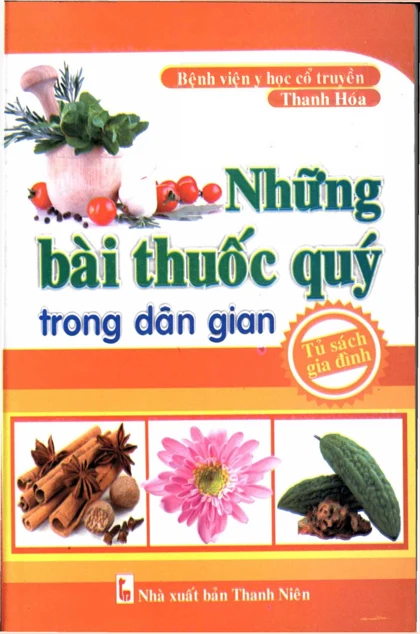 Bệnh viện y học cổ truyền
Thanh Hóa
Những
bài thuốc quý
trong dân gian
Tủ sách
gia đình
Nhà xuất bản Thanh Niên